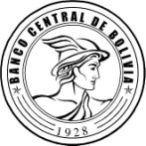 BANCO CENTRAL DE BOLIVIA
1928